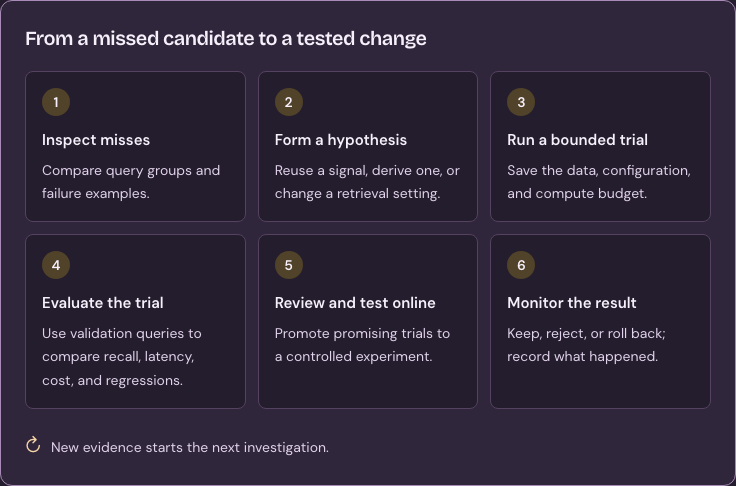 From a missed candidate to a tested change
1
Inspect misses
Compare query groups and
failure examples.
2
Form a hypothesis
Reuse a signal, derive one, or
change a retrieval setting.
3
Run a bounded trial
Save the data, configuration,
and compute budget.
4
Evaluate the trial
Use validation queries to
compare recall, latency,
cost, and regressions.
5
Review and test online
Promote promising trials to
a controlled experiment.
6
Monitor the result
Keep, reject, or roll back;
record what happened.
New evidence starts the next investigation.